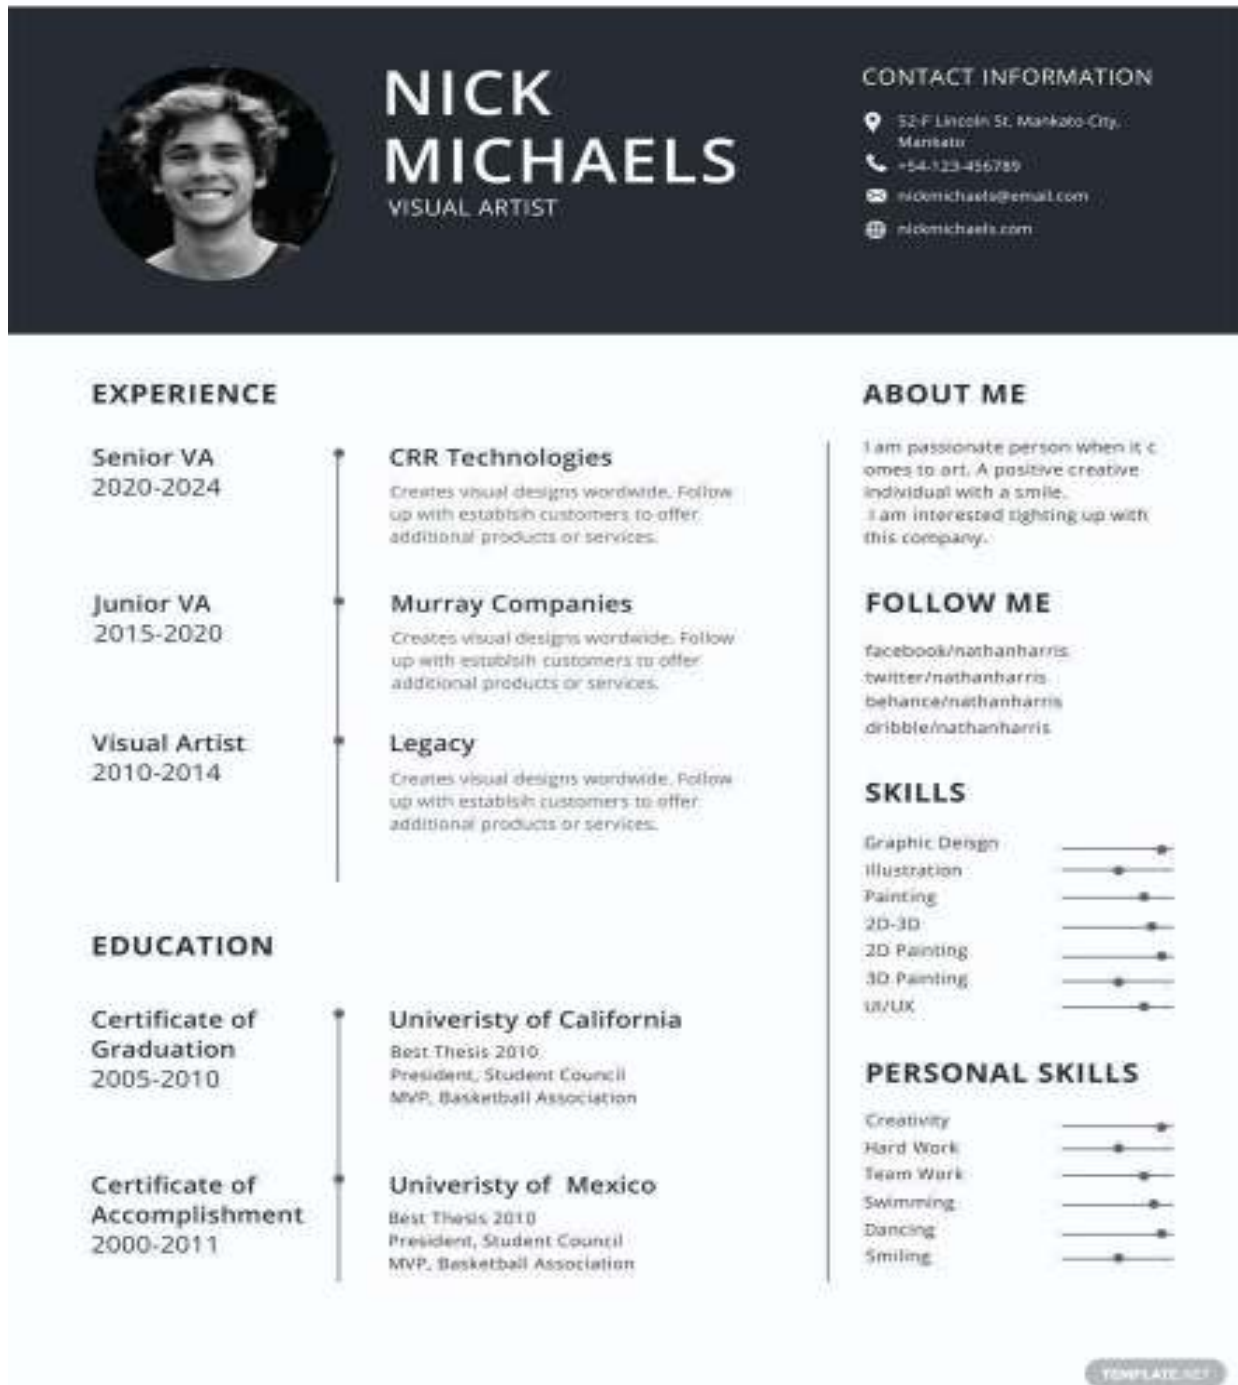 NICK
MICHAELS
VISUAL ARTIST
CONTACT INFORMATION
52-F Lincoln St, Mankato City,
Mankato
+54-123-456789
nickmichaels@email.com
nickmichaels.com
EXPERIENCE
Senior VA
2020-2024
CRR Technologies
Creates visual designs wordwide. Follow
up with establsih customers to offer
additional products or services.
Junior VA
2015-2020
Murray Companies
Creates visual designs wordwide. Follow
up with establsih customers to offer
additional products or services.
Visual Artist
2010-2014
Legacy
Creates visual designs wordwide. Follow
up with establsih customers to offer
additional products or services.
EDUCATION
Certificate of
Graduation
2005-2010
Univeristy of California
Best Thesis 2010
President, Student Council
MVP, Basketball Association
Certificate of
Accomplishment
2000-2011
Univeristy of  Mexico
Best Thesis 2010
President, Student Council
MVP, Basketball Association
ABOUT ME
I am passionate person when it c
omes to art. A positive creative
individual with a smile.
I am interested tighting up with
this company.
FOLLOW ME
facebook/nathanharris
twitter/nathanharris
behance/nathanharris
dribble/nathanharris
SKILLS
Graphic Deisgn
Illustration
Painting
2D-3D
2D Painting
3D Painting
UI/UX
PERSONAL SKILLS
Creativity
Hard Work
Team Work
Swimming
Dancing
Smiling
TEMPLATE.NET